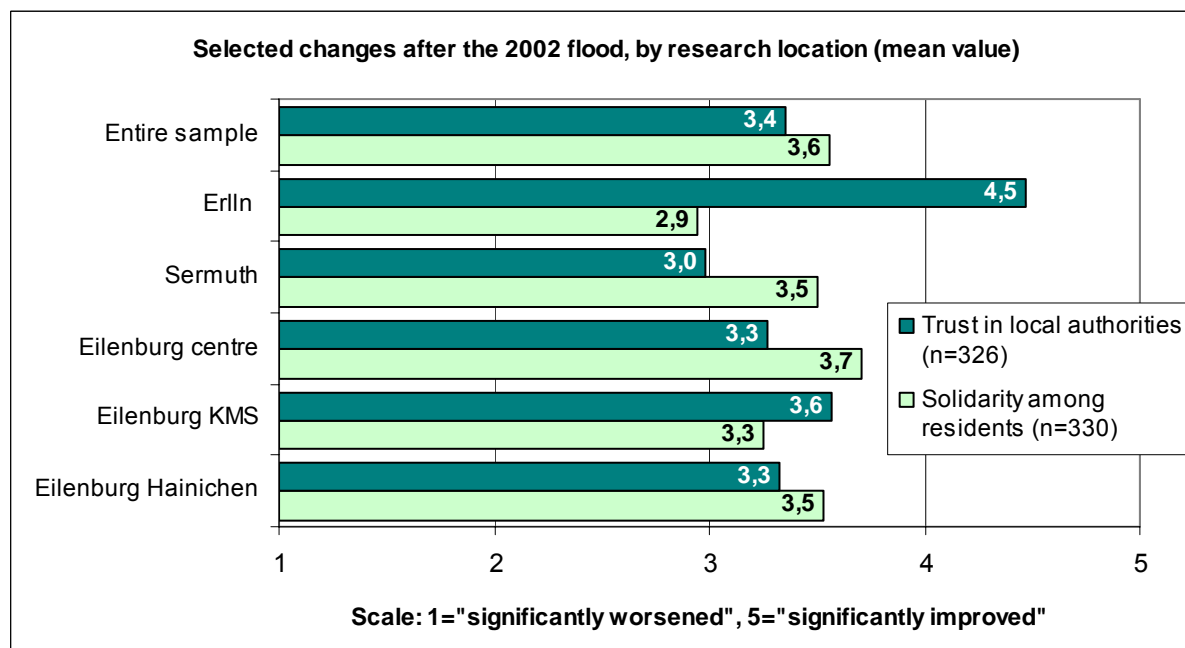 Selected changes after the 2002 flood, by research location (mean value)
Entire sample
3,4
3,6
Erlln
4,5
2,9
Sermuth
3,0
3,5
Eilenburg centre
3,3
3,7
Eilenburg KMS
3,6
3,3
Eilenburg Hainichen
3,3
3,5
Trust in local authorities
(n=326)
Solidarity among
residents (n=330)
1 2 3 4 5
Scale: 1="significantly worsened", 5="significantly improved"